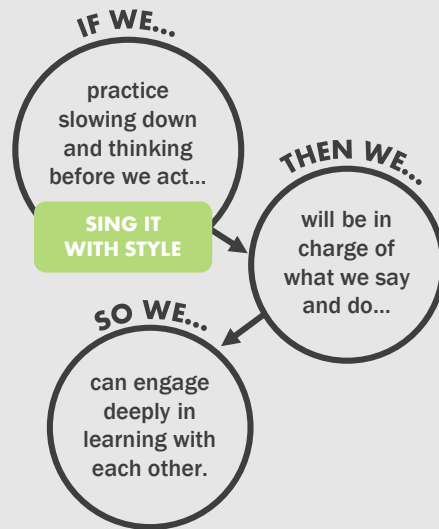 IF WE...
practice
slowing down
and thinking
before we act...
SING IT
WITH STYLE
THEN WE...
will be in
charge of
what we say
and do...
SO WE...
can engage
deeply in
learning with
each other.